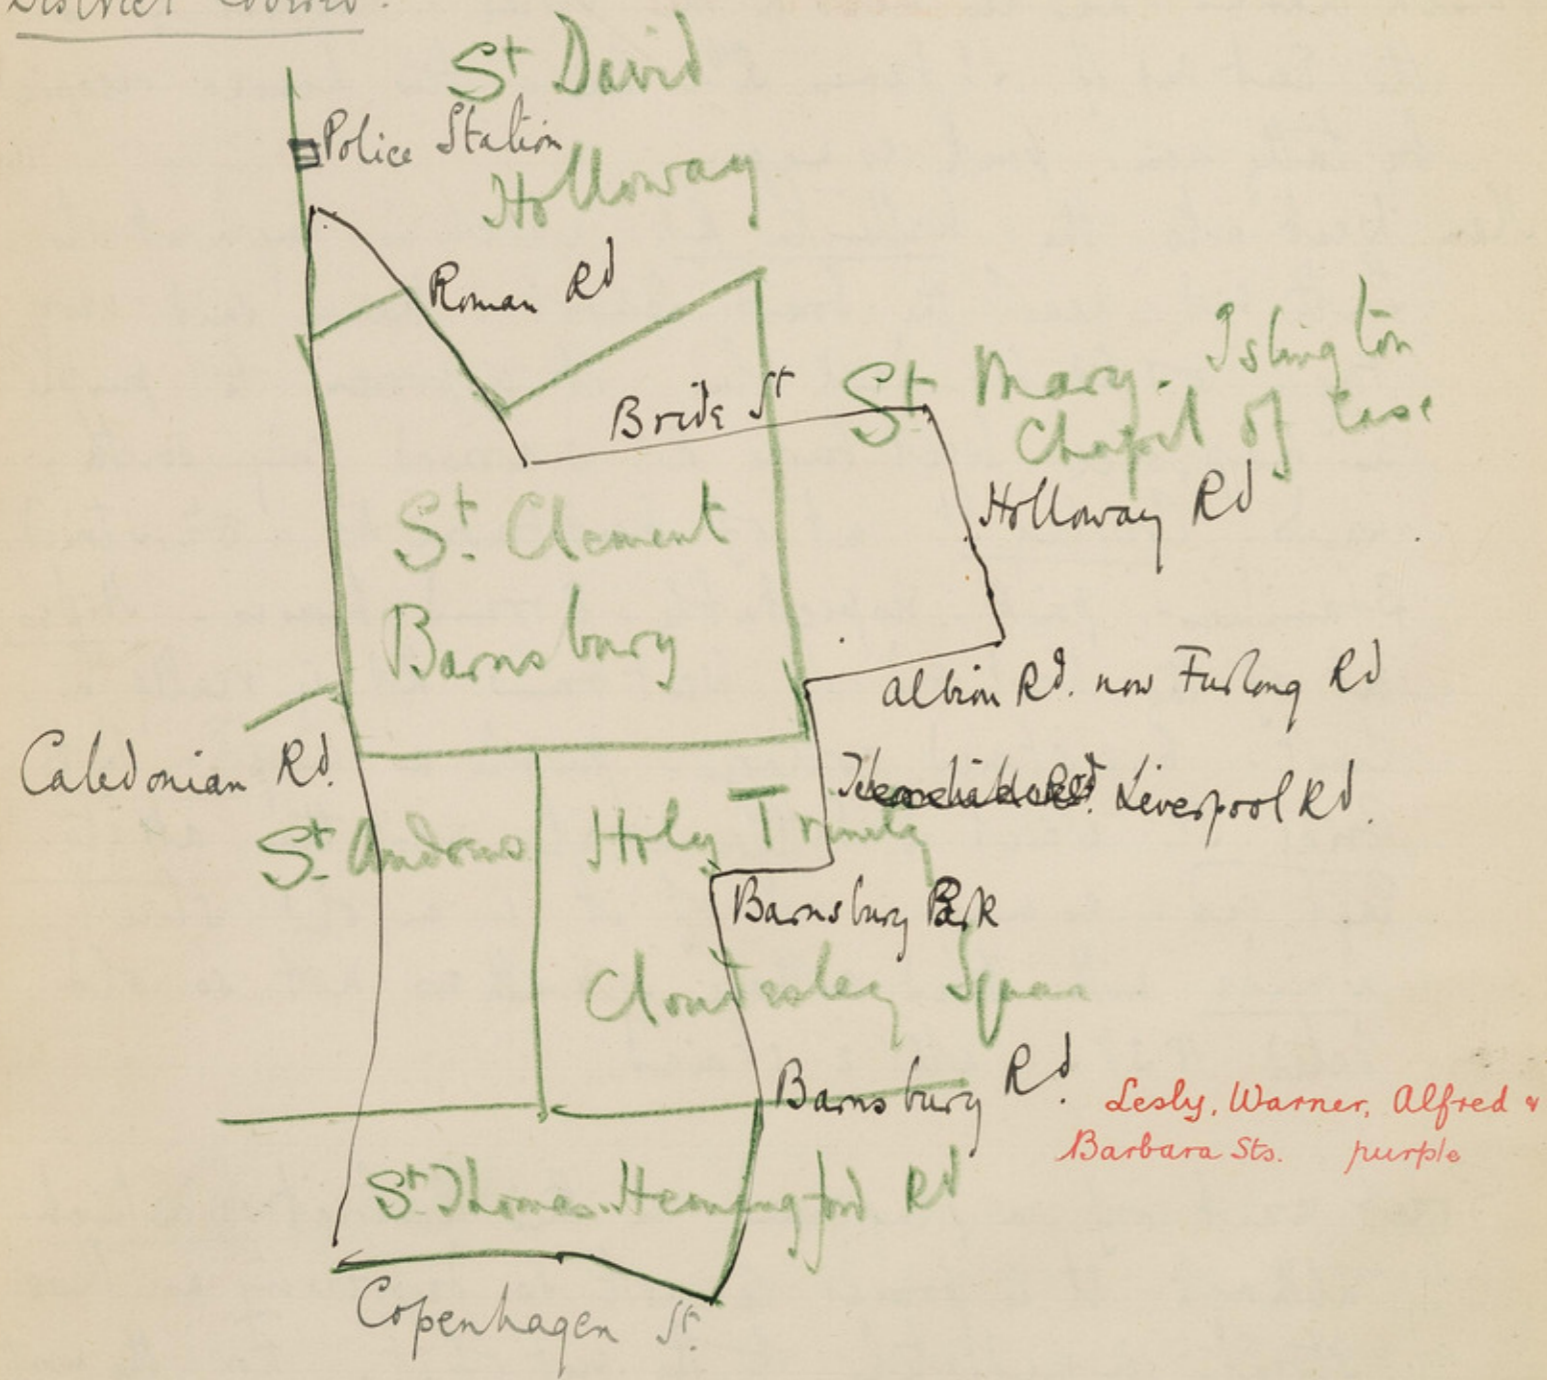 District
St David
Police Station
Holloway
Roman Rd
St Mary. Islington
Chapel of Ease
Bride St
Holloway Rd
St. Clement
Barnsbury
Albion Rd. now Furlong Rd
Caledonian Rd.
Liverpool Rd.
St. Andrews
Holy Trinity
Barnsbury Park
Cloudesley Square
Barnsbury Rd.
Lesly, Warner, Alfred &
Barbara Sts. purple
St. Thomas. Hemingford Rd
Copenhagen St.